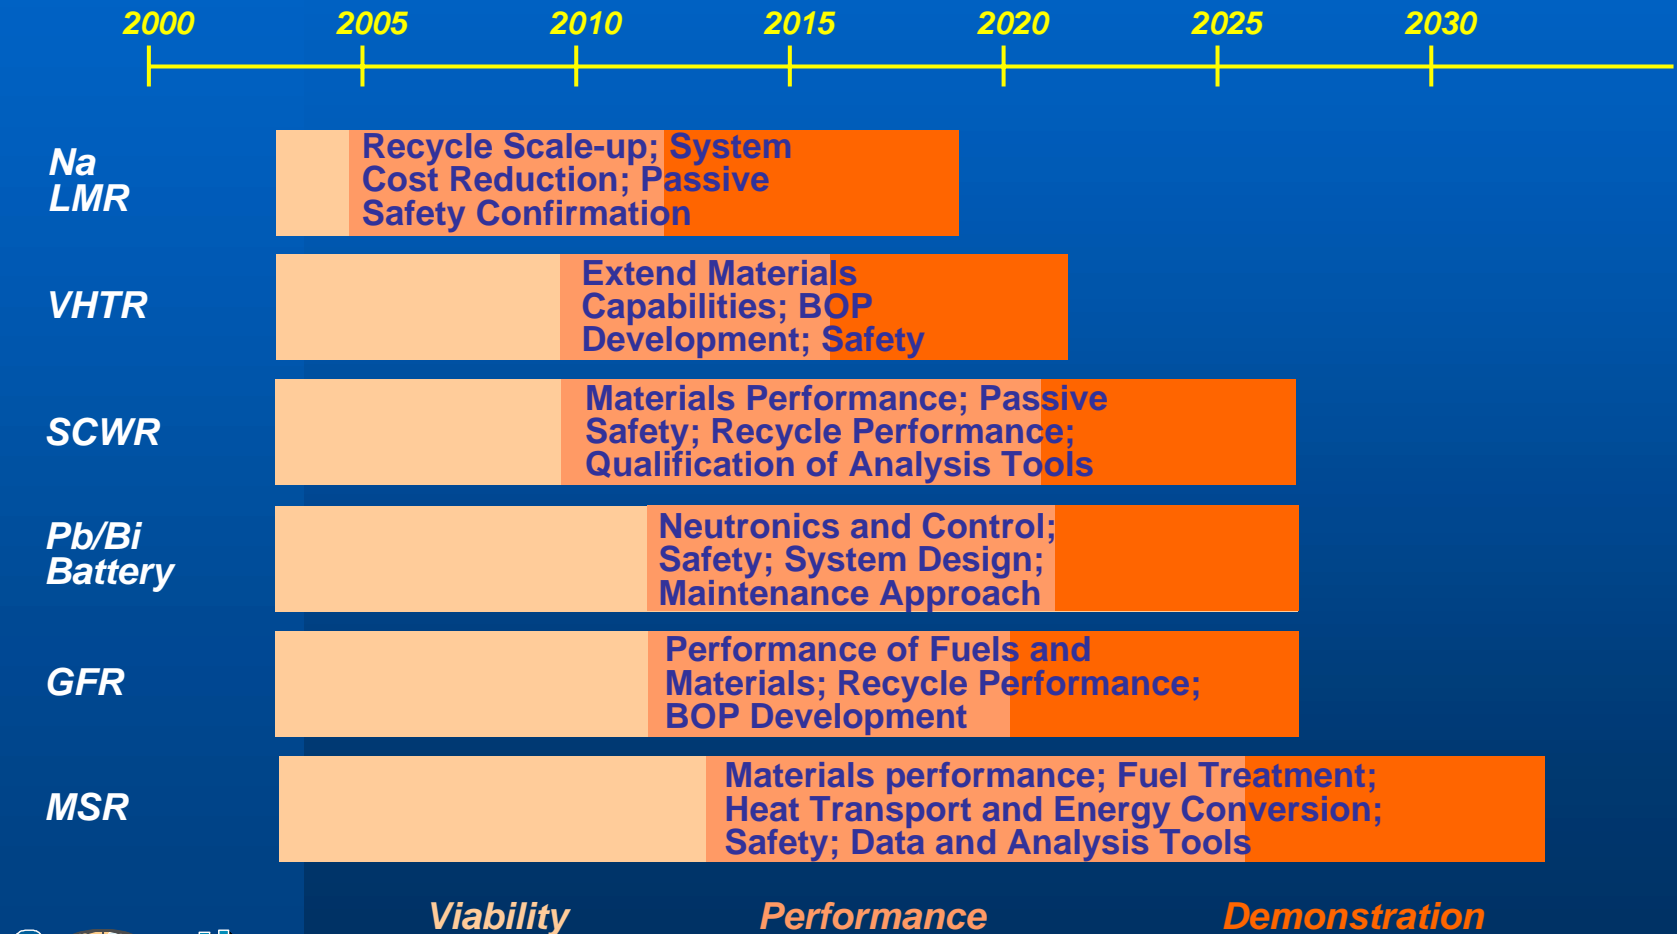 2000 2005 2010 2015 2020 2025 2030
Na
LMR
Recycle Scale-up; System
Cost Reduction; Passive
Safety Confirmation
VHTR
Extend Materials
Capabilities; BOP
Development; Safety
SCWR
Materials Performance; Passive
Safety; Recycle Performance;
Qualification of Analysis Tools
Pb/Bi
Battery
Neutronics and Control;
Safety; System Design;
Maintenance Approach
GFR
Performance of Fuels and
Materials; Recycle Performance;
BOP Development
MSR
Materials performance; Fuel Treatment;
Heat Transport and Energy Conversion;
Safety; Data and Analysis Tools
Viability Performance Demonstration